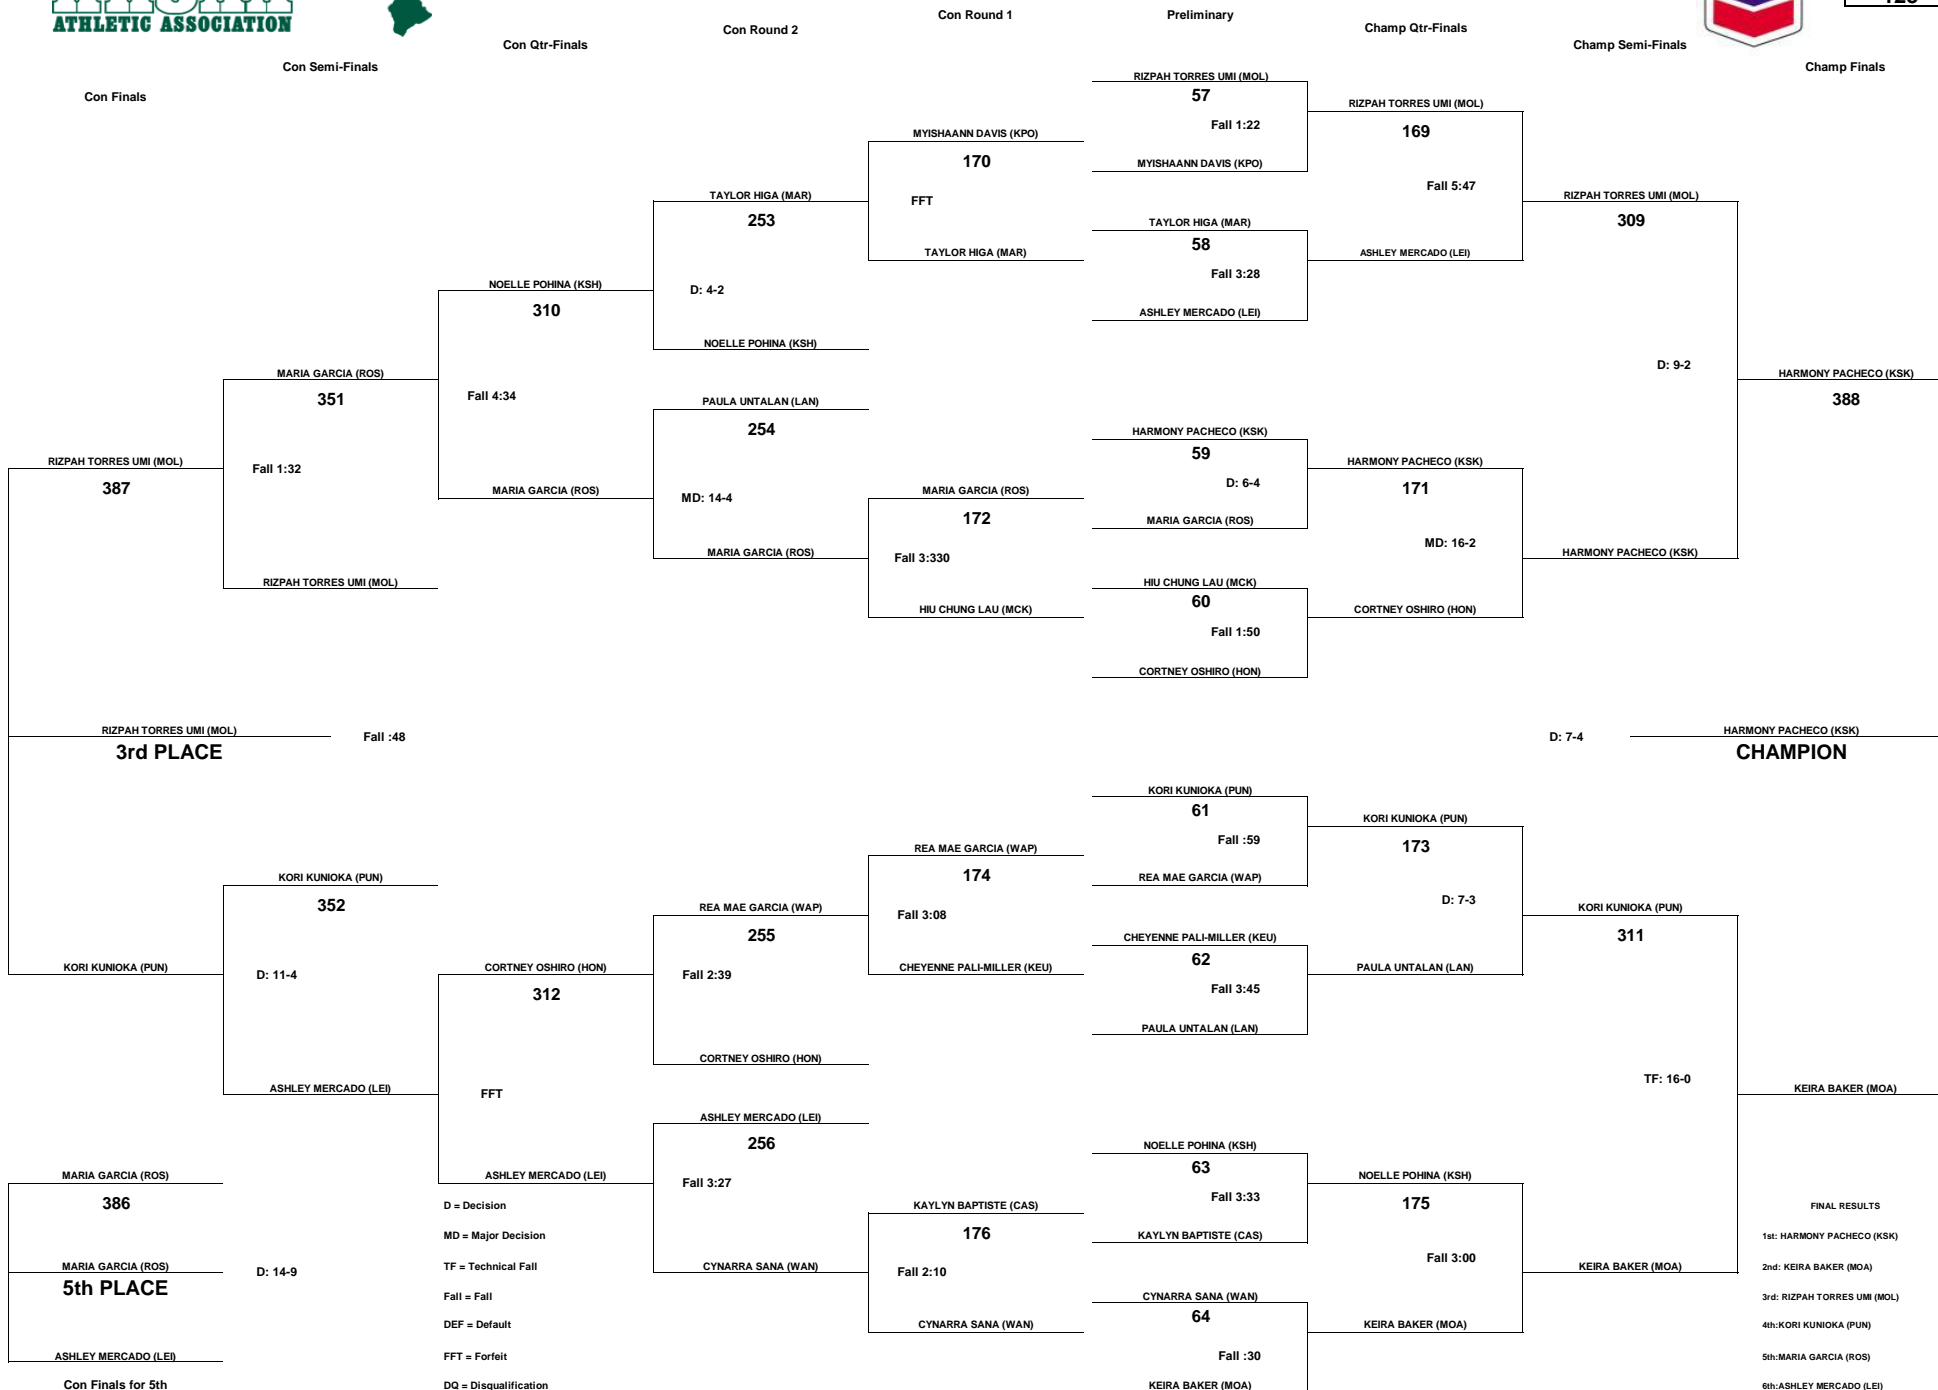 ATHLETIC ASSOCIATION
Con Finals
Con Semi-Finals
Con Qtr-Finals
Con Round 2
Con Round 1
Preliminary
Champ Qtr-Finals
Champ Semi-Finals
Champ Finals
RIZPAH TORRES UMI (MOL)
57
Fall 1:22
MYISHAANN DAVIS (KPO)
TAYLOR HIGA (MAR)
58
Fall 3:28
ASHLEY MERCADO (LEI)
HARMONY PACHECO (KSK)
59
D: 6-4
MARIA GARCIA (ROS)
HIU CHUNG LAU (MCK)
60
Fall 1:50
CORTNEY OSHIRO (HON)
KORI KUNIOKA (PUN)
61
Fall :59
REA MAE GARCIA (WAP)
CHEYENNE PALI-MILLER (KEU)
62
Fall 3:45
PAULA UNTALAN (LAN)
NOELLE POHINA (KSH)
63
Fall 3:33
KAYLYN BAPTISTE (CAS)
CYNARRA SANA (WAN)
64
Fall :30
KEIRA BAKER (MOA)
RIZPAH TORRES UMI (MOL)
169
Fall 5:47
ASHLEY MERCADO (LEI)
HARMONY PACHECO (KSK)
171
MD: 16-2
CORTNEY OSHIRO (HON)
KORI KUNIOKA (PUN)
173
D: 7-3
PAULA UNTALAN (LAN)
NOELLE POHINA (KSH)
175
Fall 3:00
KEIRA BAKER (MOA)
RIZPAH TORRES UMI (MOL)
309
D: 9-2
HARMONY PACHECO (KSK)
KORI KUNIOKA (PUN)
311
TF: 16-0
KEIRA BAKER (MOA)
HARMONY PACHECO (KSK)
388
D: 7-4
HARMONY PACHECO (KSK)
CHAMPION
KEIRA BAKER (MOA)
MYISHAANN DAVIS (KPO)
170
FFT
TAYLOR HIGA (MAR)
MARIA GARCIA (ROS)
172
Fall 3:330
HIU CHUNG LAU (MCK)
REA MAE GARCIA (WAP)
174
Fall 3:08
CHEYENNE PALI-MILLER (KEU)
KAYLYN BAPTISTE (CAS)
176
Fall 2:10
CYNARRA SANA (WAN)
TAYLOR HIGA (MAR)
253
D: 4-2
NOELLE POHINA (KSH)
PAULA UNTALAN (LAN)
254
MD: 14-4
MARIA GARCIA (ROS)
REA MAE GARCIA (WAP)
255
Fall 2:39
CORTNEY OSHIRO (HON)
ASHLEY MERCADO (LEI)
256
Fall 3:27
CYNARRA SANA (WAN)
NOELLE POHINA (KSH)
310
Fall 4:34
MARIA GARCIA (ROS)
CORTNEY OSHIRO (HON)
312
FFT
ASHLEY MERCADO (LEI)
MARIA GARCIA (ROS)
351
Fall 1:32
RIZPAH TORRES UMI (MOL)
KORI KUNIOKA (PUN)
352
D: 11-4
ASHLEY MERCADO (LEI)
RIZPAH TORRES UMI (MOL)
387
RIZPAH TORRES UMI (MOL)
Fall :48
3rd PLACE
KORI KUNIOKA (PUN)
MARIA GARCIA (ROS)
386
MARIA GARCIA (ROS)
D: 14-9
5th PLACE
ASHLEY MERCADO (LEI)
Con Finals for 5th
D = Decision
MD = Major Decision
TF = Technical Fall
Fall = Fall
DEF = Default
FFT = Forfeit
DQ = Disqualification
FINAL RESULTS
1st: HARMONY PACHECO (KSK)
2nd: KEIRA BAKER (MOA)
3rd: RIZPAH TORRES UMI (MOL)
4th:KORI KUNIOKA (PUN)
5th:MARIA GARCIA (ROS)
6th:ASHLEY MERCADO (LEI)